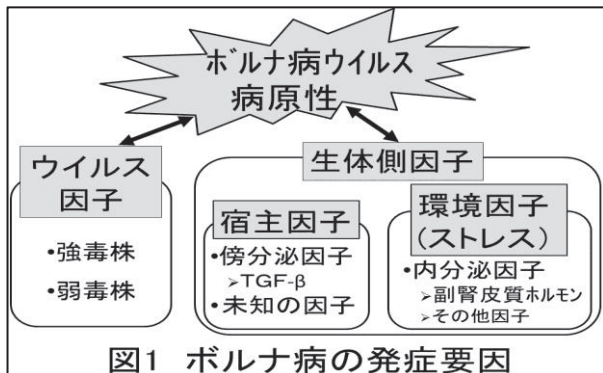 ボルナ病ウイルス
病原性
ウイルス
因子
•強毒株
•弱毒株
生体側因子
宿主因子
•傍分泌因子
➢TGF-β
•未知の因子
環境因子
(ストレス)
•内分泌因子
➢副腎皮質ホルモン
➢その他因子
図1 ボルナ病の発症要因